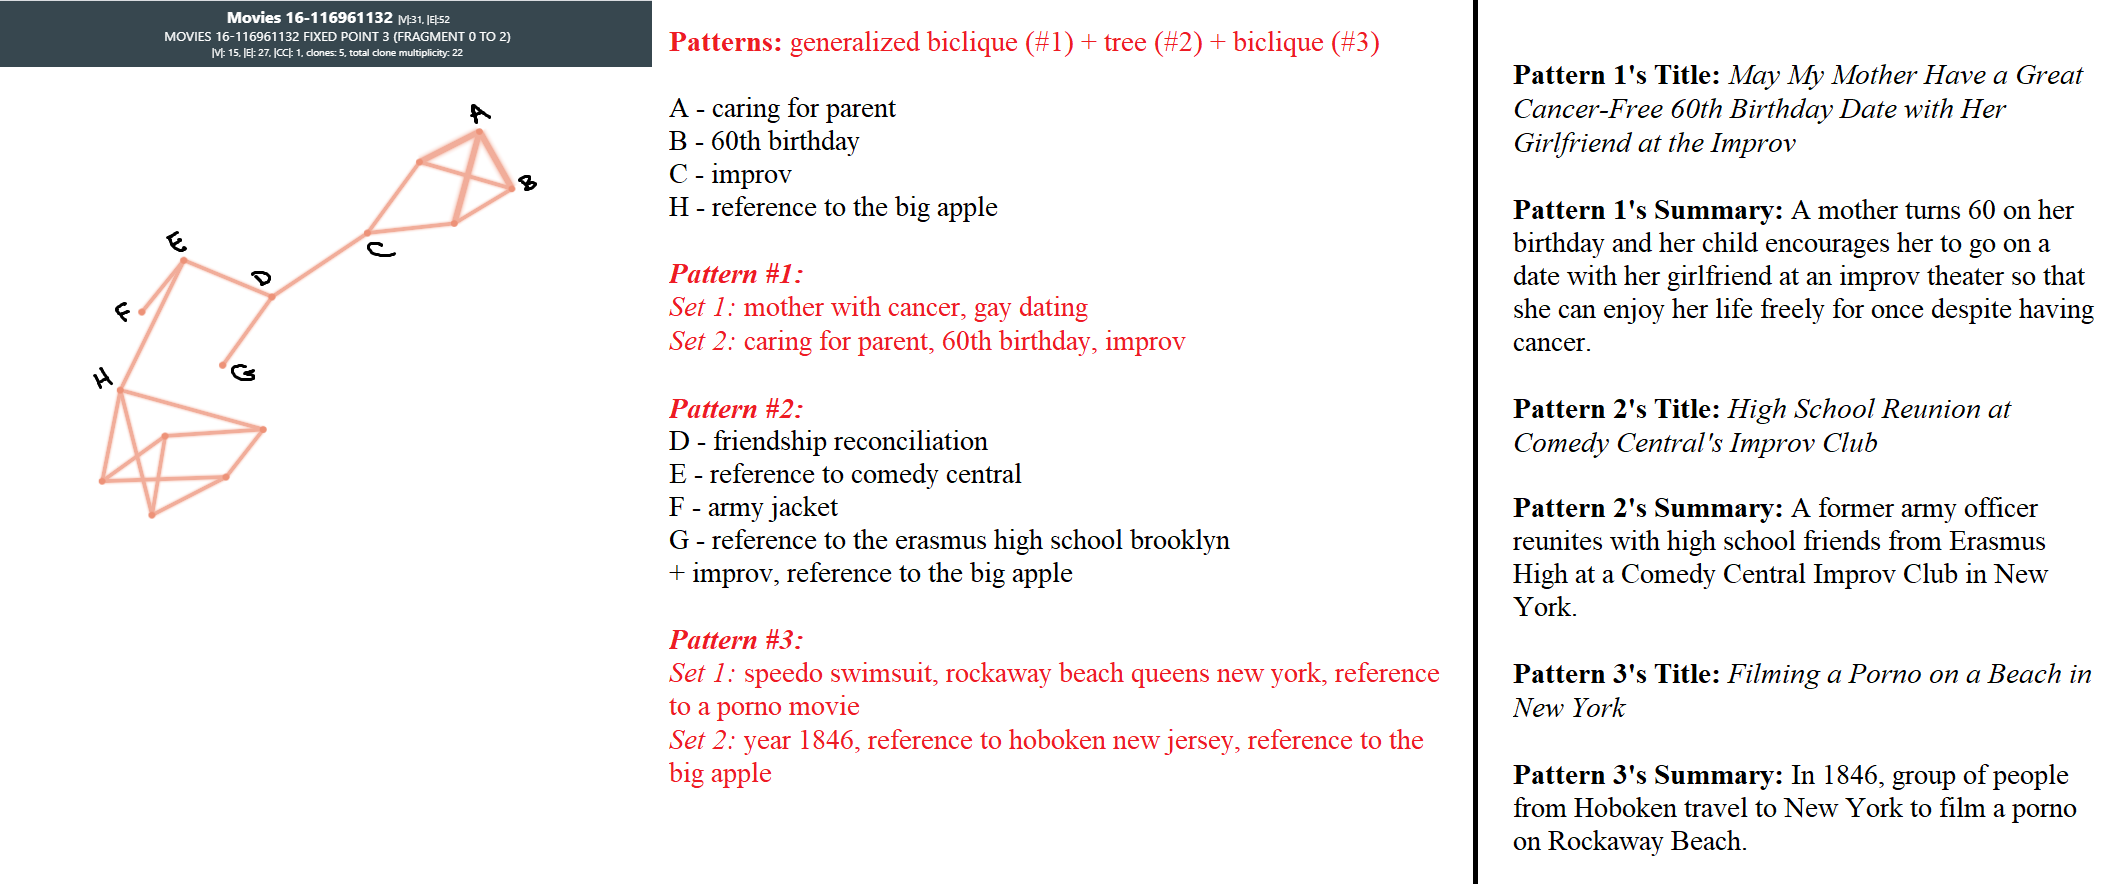 Movies 16-116961132 |V|:31, |E|:52
MOVIES 16-116961132 FIXED POINT 3 (FRAGMENT 0 TO 2)
|V|: 15, |E|: 27, |CC|: 1, clones: 5, total clone multiplicity: 22
A
B
C
D
E
F
G
H
Patterns: generalized biclique (#1) + tree (#2) + biclique (#3)
A - caring for parent
B - 60th birthday
C - improv
H - reference to the big apple
Pattern #1:
Set 1: mother with cancer, gay dating
Set 2: caring for parent, 60th birthday, improv
Pattern #2:
D - friendship reconciliation
E - reference to comedy central
F - army jacket
G - reference to the erasmus high school brooklyn
+ improv, reference to the big apple
Pattern #3:
Set 1: speedo swimsuit, rockaway beach queens new york, reference
to a porno movie
Set 2: year 1846, reference to hoboken new jersey, reference to the
big apple
Pattern 1's Title: May My Mother Have a Great
Cancer-Free 60th Birthday Date with Her
Girlfriend at the Improv
Pattern 1's Summary: A mother turns 60 on her
birthday and her child encourages her to go on a
date with her girlfriend at an improv theater so that
she can enjoy her life freely for once despite having
cancer.
Pattern 2's Title: High School Reunion at
Comedy Central's Improv Club
Pattern 2's Summary: A former army officer
reunites with high school friends from Erasmus
High at a Comedy Central Improv Club in New
York.
Pattern 3's Title: Filming a Porno on a Beach in
New York
Pattern 3's Summary: In 1846, group of people
from Hoboken travel to New York to film a porno
on Rockaway Beach.